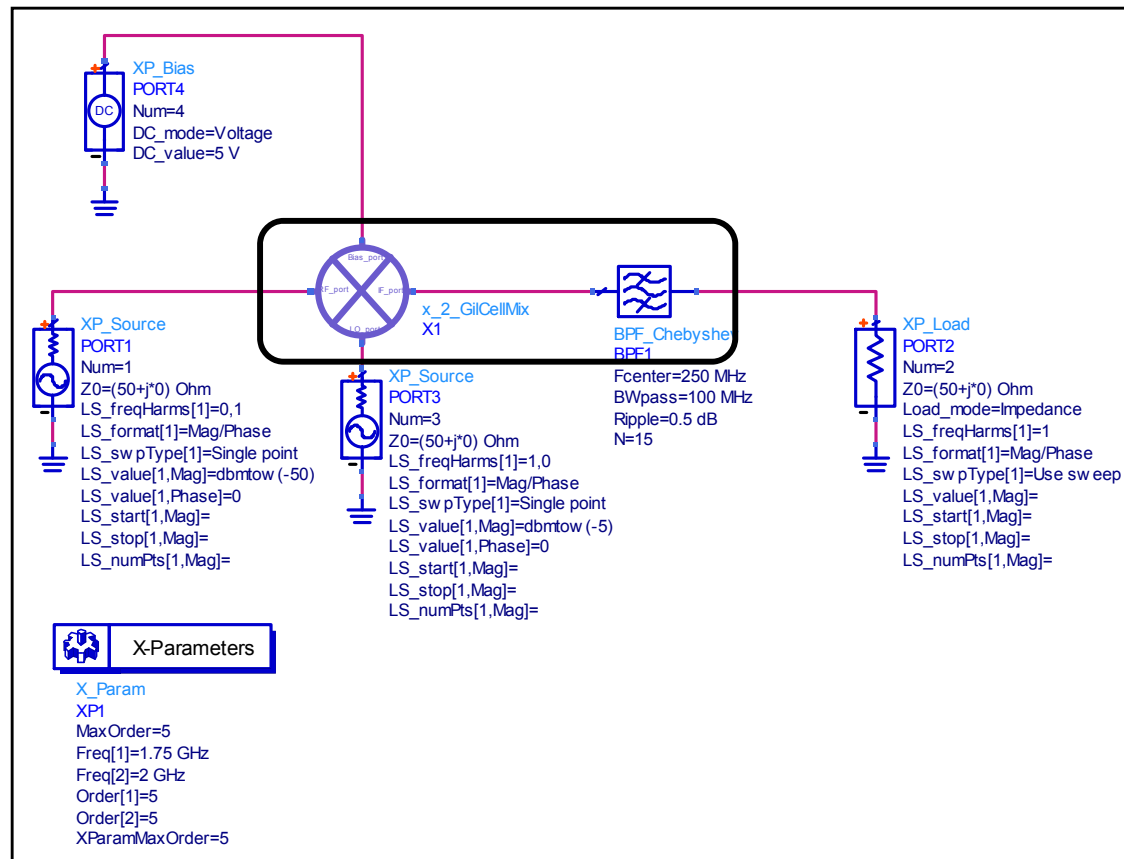 XP_Bias
PORT4
Num=4
DC_mode=Voltage
DC_value=5 V
DC
Bias_port
RF_port
IF_port
LO_port
x_2_GilCellMix
X1
BPF_Chebyshev
BPF1
Fcenter=250 MHz
BWpass=100 MHz
Ripple=0.5 dB
N=15
XP_Source
PORT1
Num=1
Z0=(50+j*0) Ohm
LS_freqHarms[1]=0,1
LS_format[1]=Mag/Phase
LS_swpType[1]=Single point
LS_value[1,Mag]=dbmtow(-50)
LS_value[1,Phase]=0
LS_start[1,Mag]=
LS_stop[1,Mag]=
LS_numPts[1,Mag]=
XP_Source
PORT3
Num=3
Z0=(50+j*0) Ohm
LS_freqHarms[1]=1,0
LS_format[1]=Mag/Phase
LS_swpType[1]=Single point
LS_value[1,Mag]=dbmtow(-5)
LS_value[1,Phase]=0
LS_start[1,Mag]=
LS_stop[1,Mag]=
LS_numPts[1,Mag]=
XP_Load
PORT2
Num=2
Z0=(50+j*0) Ohm
Load_mode=Impedance
LS_freqHarms[1]=1
LS_format[1]=Mag/Phase
LS_swpType[1]=Use sweep
LS_value[1,Mag]=
LS_start[1,Mag]=
LS_stop[1,Mag]=
LS_numPts[1,Mag]=
X-Parameters
X_Param
XP1
MaxOrder=5
Freq[1]=1.75 GHz
Freq[2]=2 GHz
Order[1]=5
Order[2]=5
XParamMaxOrder=5